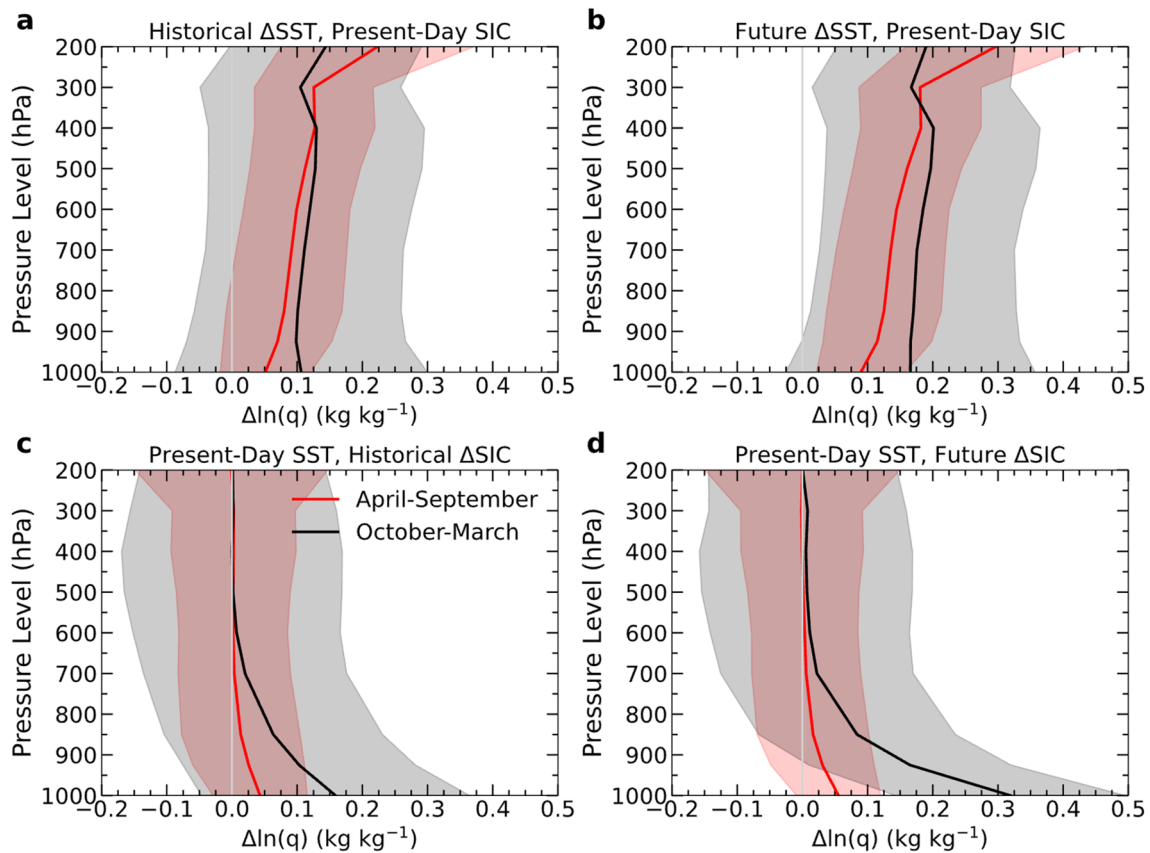 a
Historical ΔSST, Present-Day SIC
200
300
400
500
600
700
800
900
1000
Pressure Level (hPa)
−0.2 −0.1 0.0 0.1 0.2 0.3 0.4 0.5
Δln(q) (kg kg⁻¹)
b
Future ΔSST, Present-Day SIC
200
300
400
500
600
700
800
900
1000
Pressure Level (hPa)
−0.2 −0.1 0.0 0.1 0.2 0.3 0.4 0.5
Δln(q) (kg kg⁻¹)
c
Present-Day SST, Historical ΔSIC
200
300
400
500
600
700
800
900
1000
Pressure Level (hPa)
April-September
October-March
−0.2 −0.1 0.0 0.1 0.2 0.3 0.4 0.5
Δln(q) (kg kg⁻¹)
d
Present-Day SST, Future ΔSIC
200
300
400
500
600
700
800
900
1000
Pressure Level (hPa)
−0.2 −0.1 0.0 0.1 0.2 0.3 0.4 0.5
Δln(q) (kg kg⁻¹)